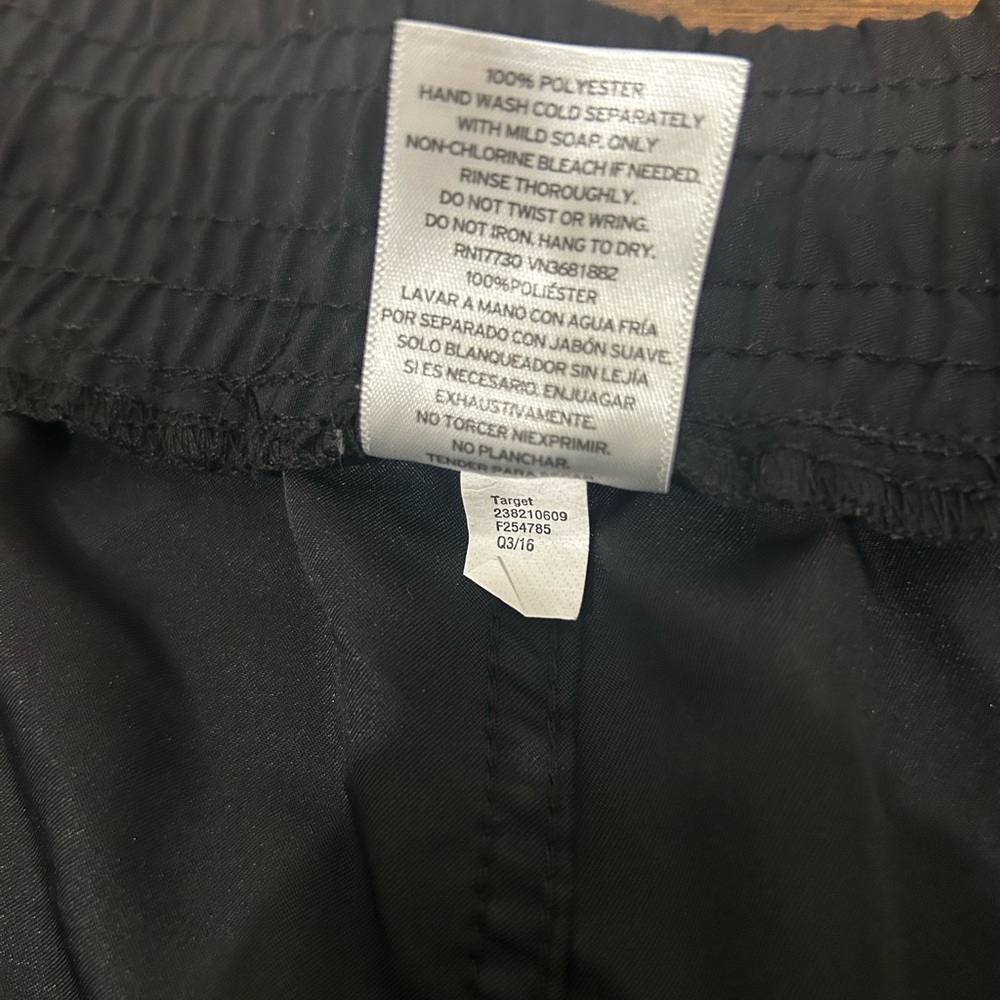 100% POLYESTER
HAND WASH COLD SEPARATELY
WITH MILD SOAP. ONLY
NON-CHLORINE BLEACH IF NEEDED.
RINSE THOROUGHLY.
DO NOT TWIST OR WRING.
DO NOT IRON. HANG TO DRY.
RN17730 VN3681882
100%POLIÉSTER
LAVAR A MANO CON AGUA FRÍA
POR SEPARADO CON JABÓN SUAVE.
SOLO BLANQUEADOR SIN LEJÍA
SI ES NECESARIO. ENJUAGAR
EXHAUSTIVAMENTE.
NO TORCER NIEXPRIMIR.
NO PLANCHAR.
TENDER PARA
Target
238210609
F254785
Q3/16